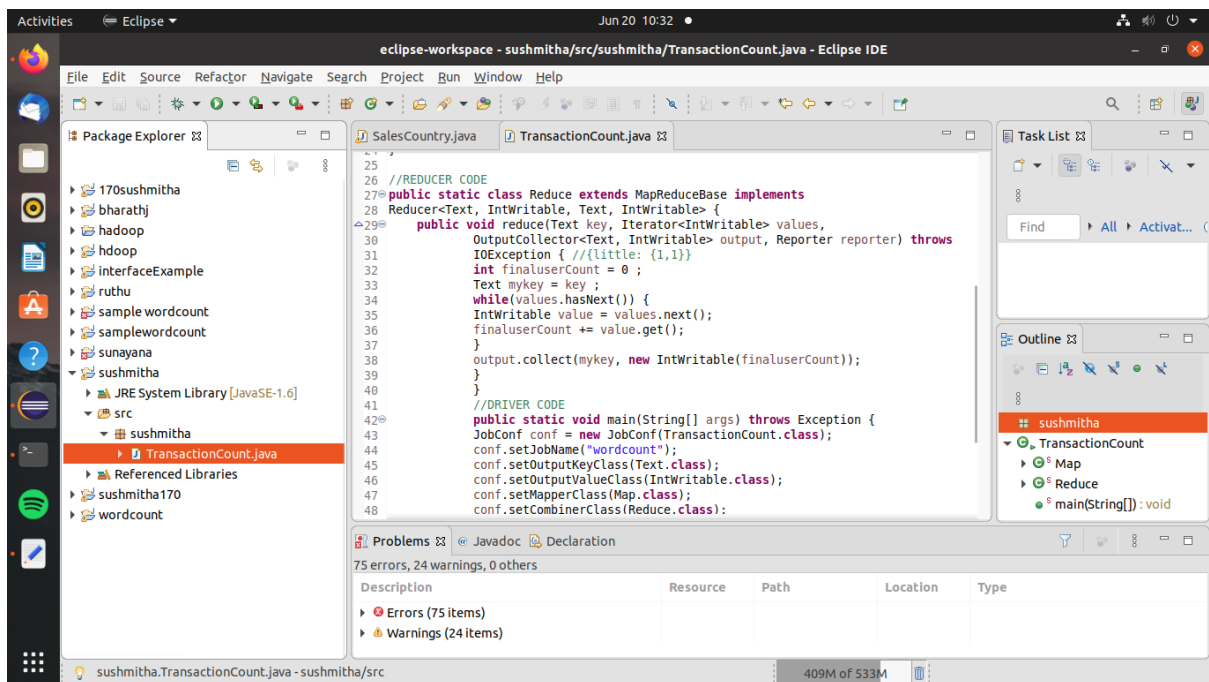 Activities
Eclipse
Jun 20 10:32
eclipse-workspace - sushmitha/src/sushmitha/TransactionCount.java - Eclipse IDE
File Edit Source Refactor Navigate Search Project Run Window Help
Package Explorer
170sushmitha
bharathj
hadoop
hdoop
interfaceExample
ruthu
sample wordcount
samplewordcount
sunayana
sushmitha
JRE System Library [JavaSE-1.6]
src
sushmitha
TransactionCount.java
Referenced Libraries
sushmitha170
wordcount
SalesCountry.java
TransactionCount.java
25
26 //REDUCER CODE
27 public static class Reduce extends MapReduceBase implements
28 Reducer<Text, IntWritable, Text, IntWritable> {
29 public void reduce(Text key, Iterator<IntWritable> values,
30 OutputCollector<Text, IntWritable> output, Reporter reporter) throws
31 IOException { //{little: {1,1}}
32 int finaluserCount = 0 ;
33 Text mykey = key ;
34 while(values.hasNext()) {
35 IntWritable value = values.next();
36 finaluserCount += value.get();
37 }
38 output.collect(mykey, new IntWritable(finaluserCount));
39 }
40 }
41 //DRIVER CODE
42 public static void main(String[] args) throws Exception {
43 JobConf conf = new JobConf(TransactionCount.class);
44 conf.setJobName("wordcount");
45 conf.setOutputKeyClass(Text.class);
46 conf.setOutputValueClass(IntWritable.class);
47 conf.setMapperClass(Map.class);
48 conf.setCombinerClass(Reduce.class);
Task List
Find
All
Activat...
Outline
sushmitha
TransactionCount
Map
Reduce
main(String[]) : void
Problems
Javadoc
Declaration
75 errors, 24 warnings, 0 others
Description Resource Path Location Type
Errors (75 items)
Warnings (24 items)
sushmitha.TransactionCount.java - sushmitha/src
409M of 533M